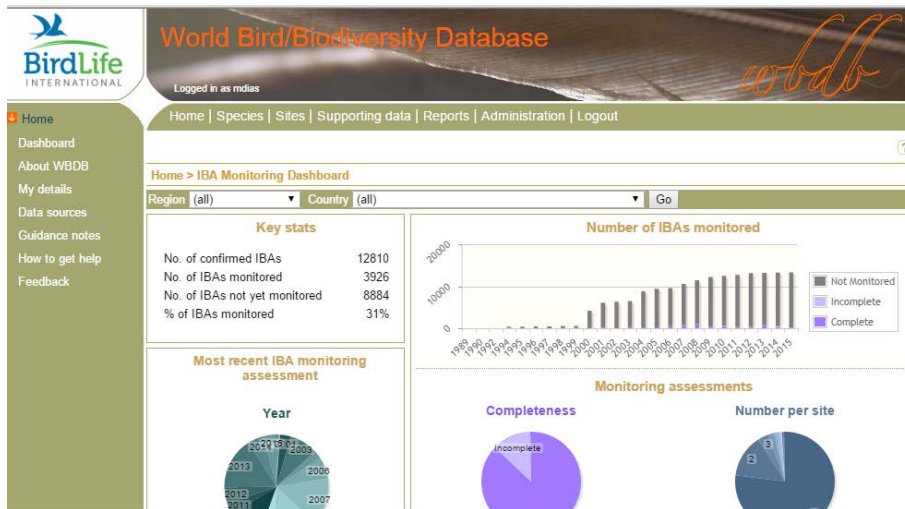 BirdLife
INTERNATIONAL
World Bird/Biodiversity Database
wbdb
Logged in as mdias
Home | Species | Sites | Supporting data | Reports | Administration | Logout
Home
Dashboard
About WBDB
My details
Data sources
Guidance notes
How to get help
Feedback
Home > IBA Monitoring Dashboard
Region (all) Country (all) Go
Key stats
No. of confirmed IBAs 12810
No. of IBAs monitored 3926
No. of IBAs not yet monitored 8884
% of IBAs monitored 31%
Number of IBAs monitored
20000
10000
0
1989 1990 1992 1994 1995 1996 1997 1998 1999 2000 2001 2002 2003 2004 2005 2006 2007 2008 2009 2010 2011 2012 2013 2014 2015
Not Monitored
Incomplete
Complete
Most recent IBA monitoring
assessment
Year
2003
2006
2007
2013
2012
2011
Monitoring assessments
Completeness
Incomplete
Number per site
3
2